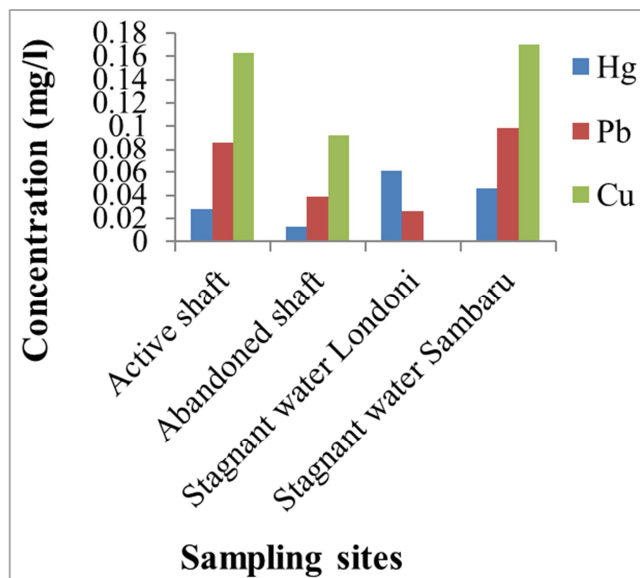 Concentration (mg/l)
0.18
0.16
0.14
0.12
0.1
0.08
0.06
0.04
0.02
0
Hg
Pb
Cu
Active shaft
Abandoned shaft
Stagnant water Londoni
Stagnant water Sambaru
Sampling sites